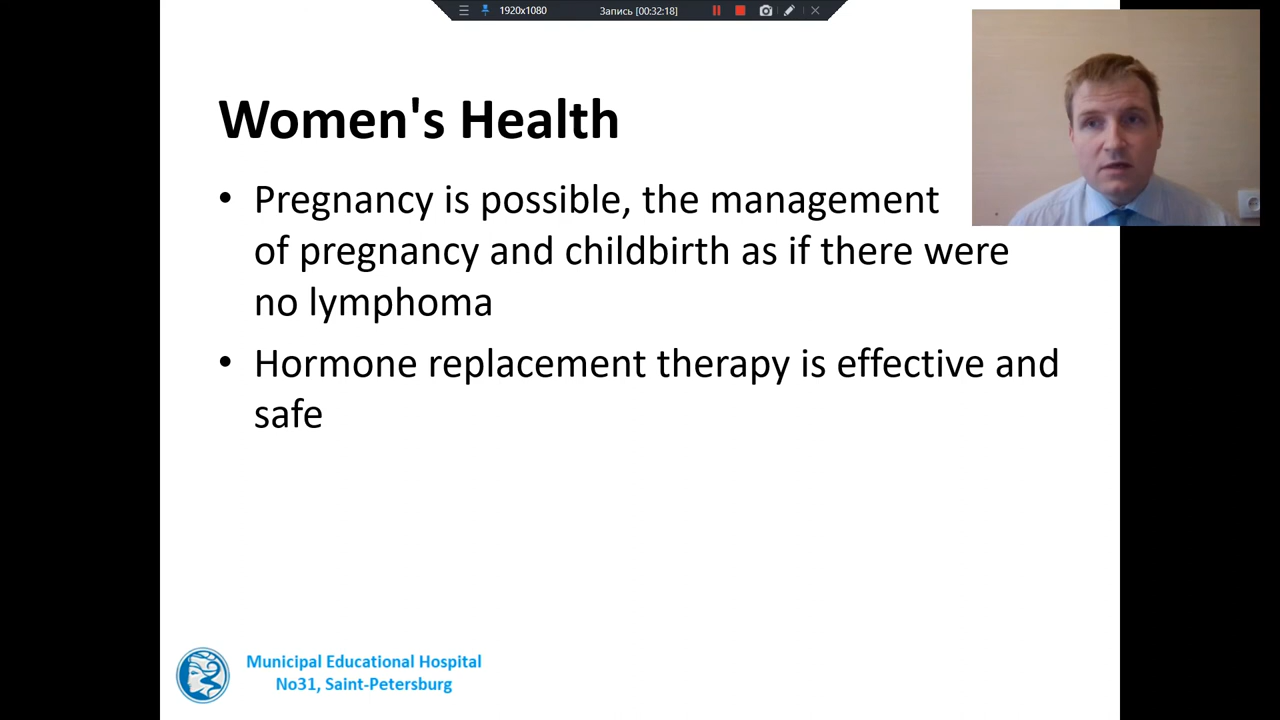 1920x1080 Запись [00:32:18]
Women's Health
• Pregnancy is possible, the management
of pregnancy and childbirth as if there were
no lymphoma
• Hormone replacement therapy is effective and
safe
Municipal Educational Hospital
No31, Saint-Petersburg